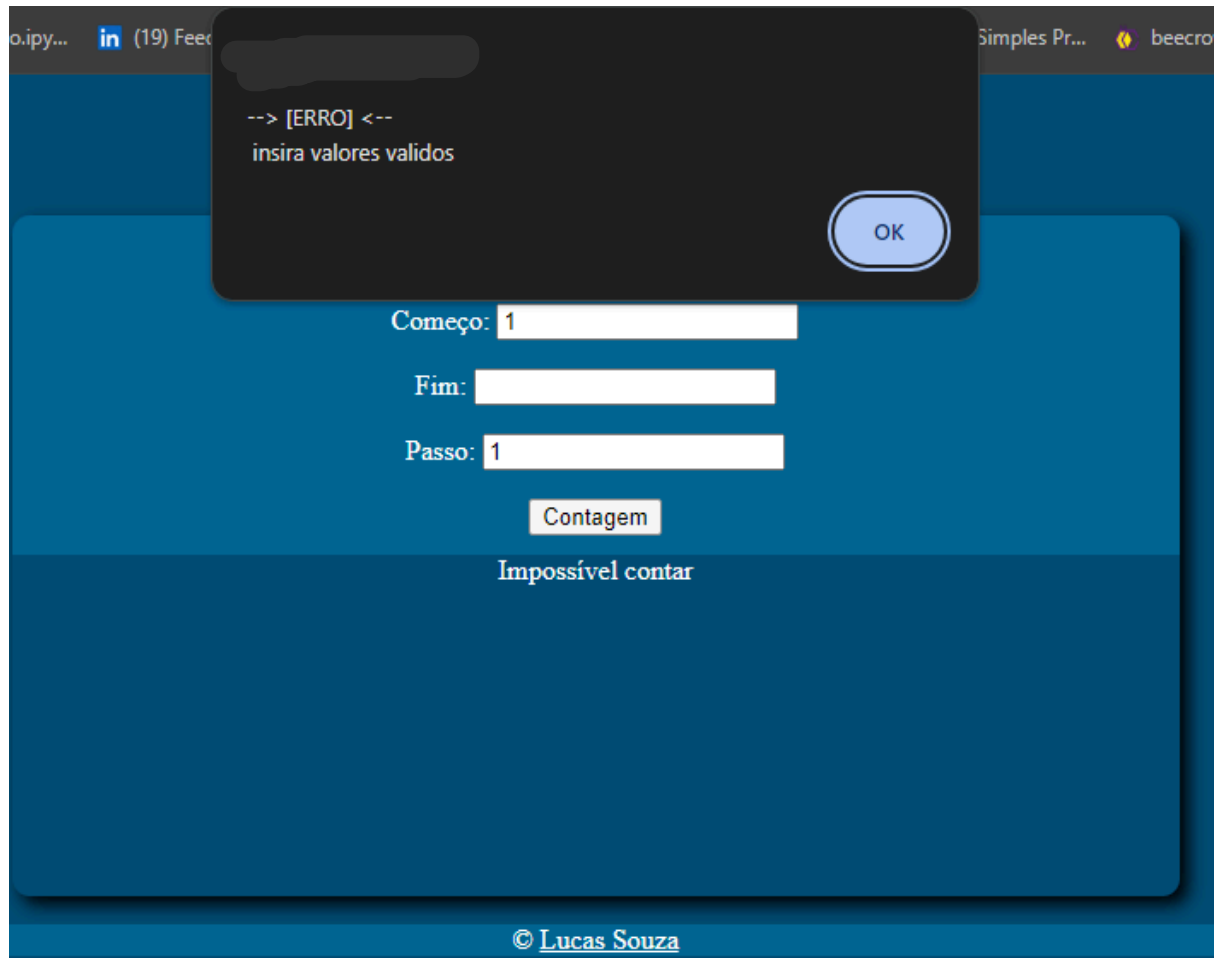 o.ipy... in (19) Feed Simples Pr... beecro
--> [ERRO] <--
insira valores validos
OK
Começo: 1
Fim:
Passo: 1
Contagem
Impossível contar
© Lucas Souza